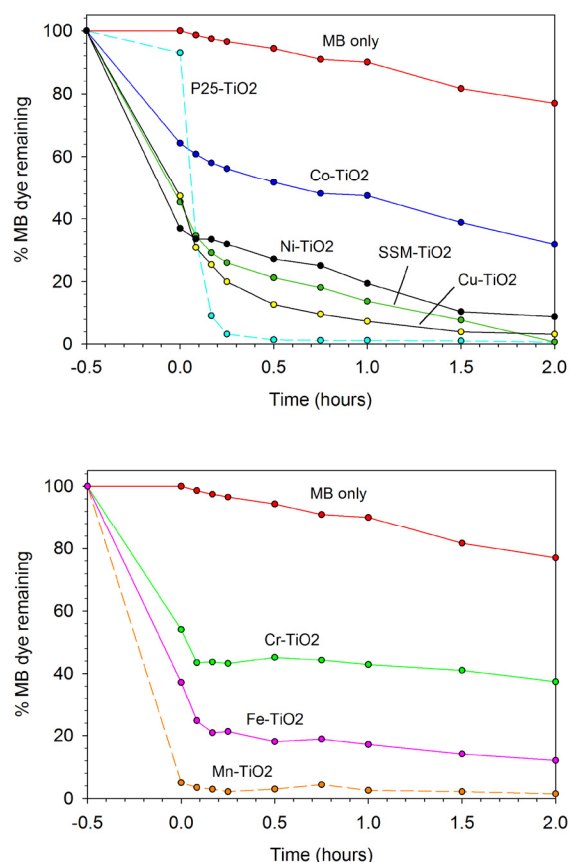 100
80
60
40
20
0
% MB dye remaining
MB only
P25-TiO2
Co-TiO2
Ni-TiO2
SSM-TiO2
Cu-TiO2
-0.5 0.0 0.5 1.0 1.5 2.0
Time (hours)
100
80
60
40
20
0
% MB dye remaining
MB only
Cr-TiO2
Fe-TiO2
Mn-TiO2
-0.5 0.0 0.5 1.0 1.5 2.0
Time (hours)